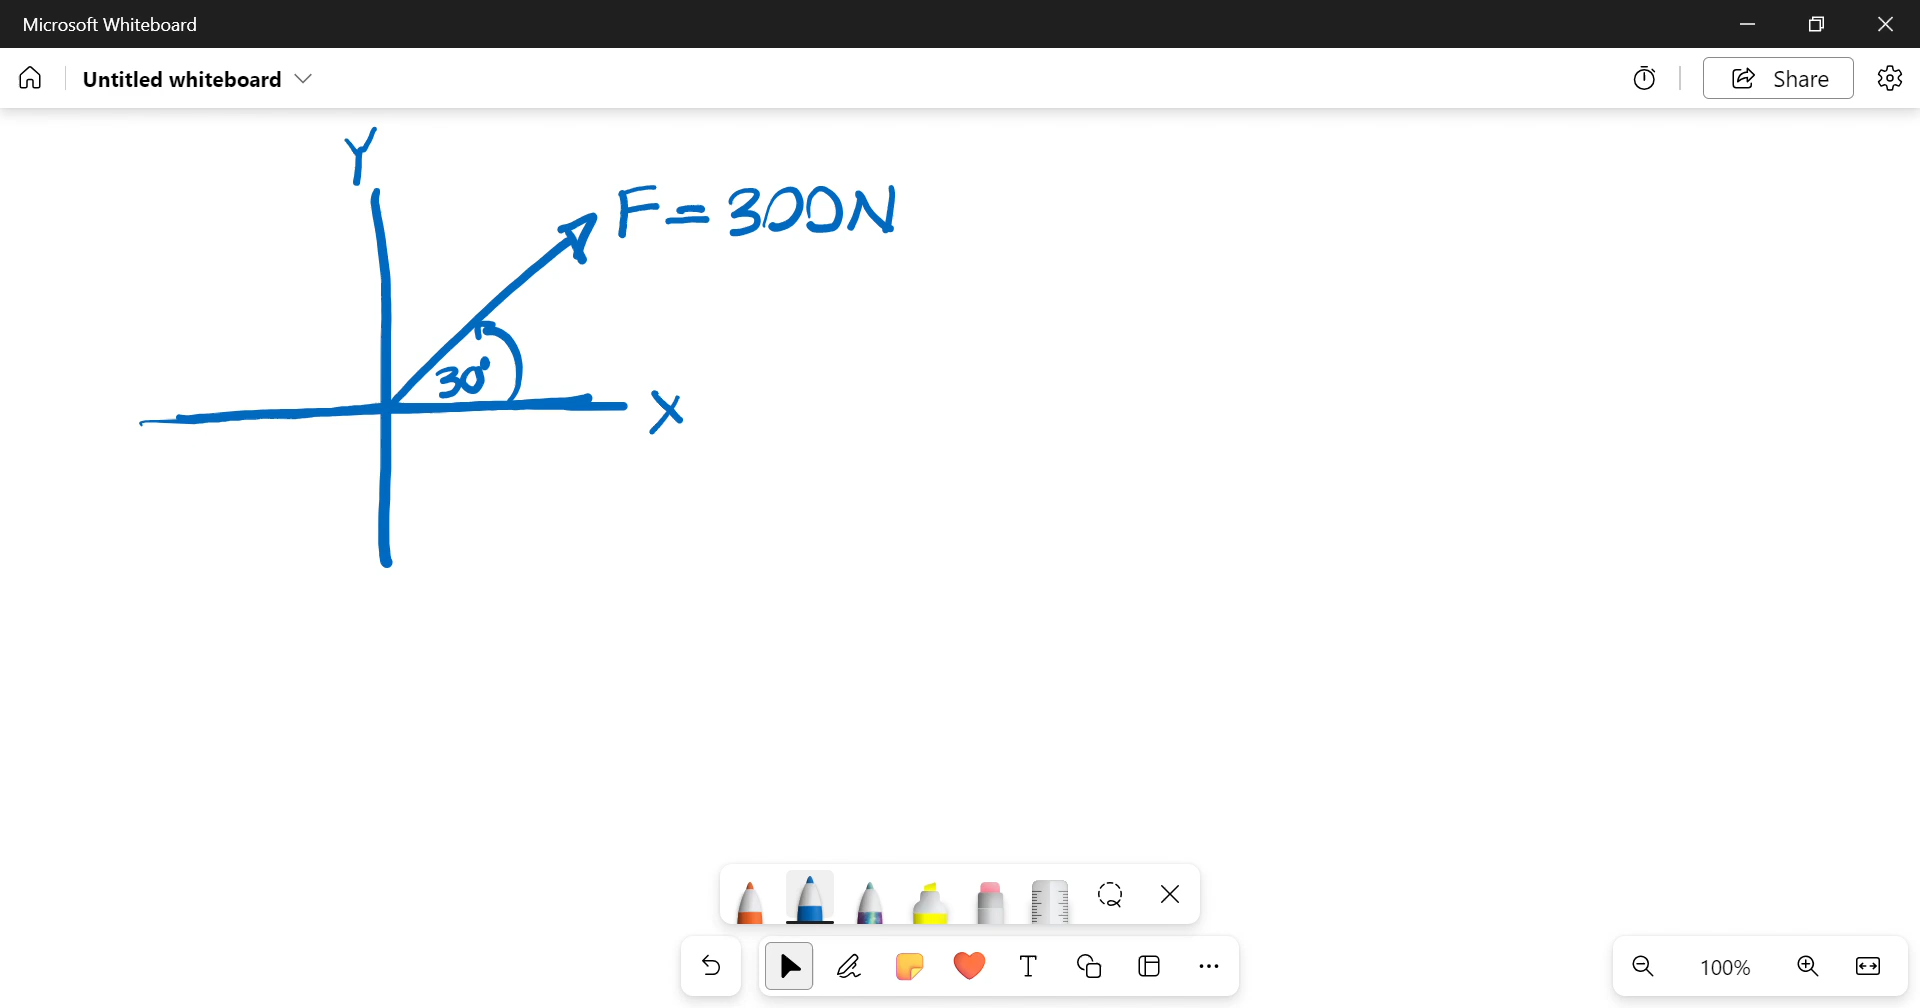 Microsoft Whiteboard
Untitled whiteboard
Share
Y
F = 300N
30°
X
T
100%